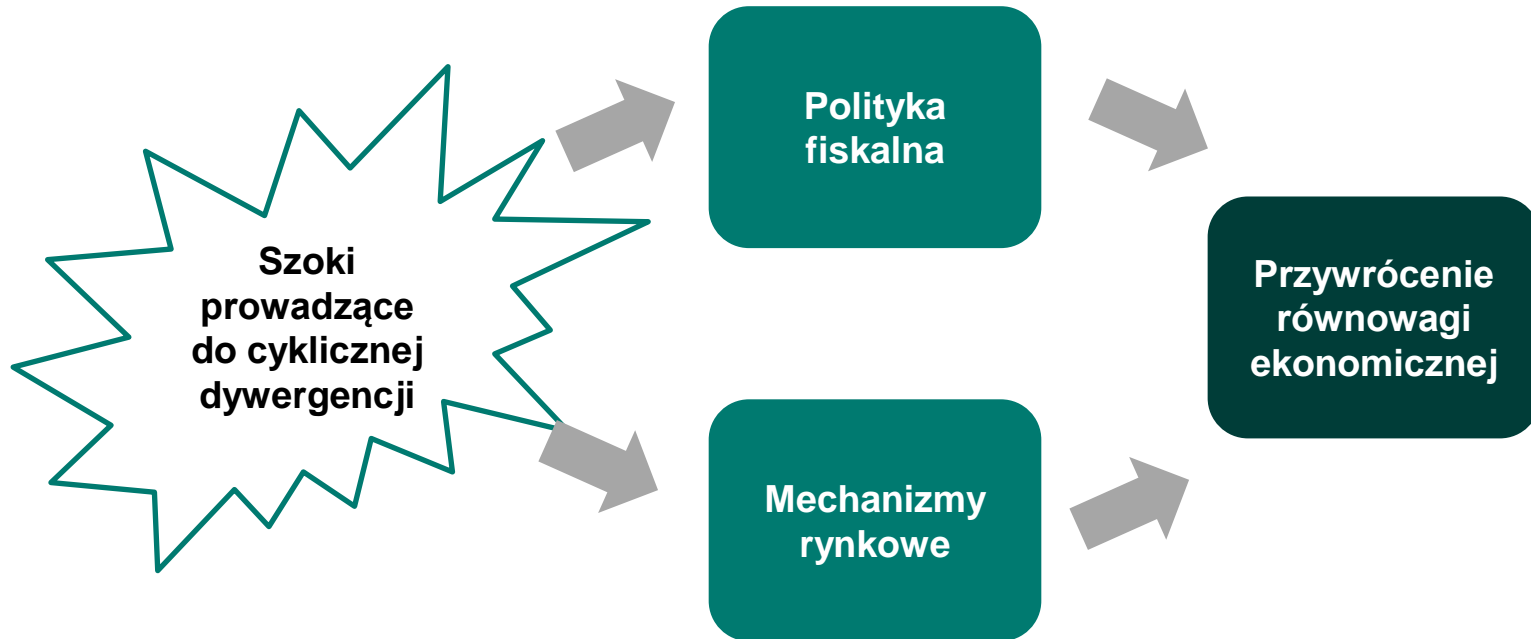 Szoki
prowadzące
do cyklicznej
dywergencji
Polityka
fiskalna
Mechanizmy
rynkowe
Przywrócenie
równowagi
ekonomicznej